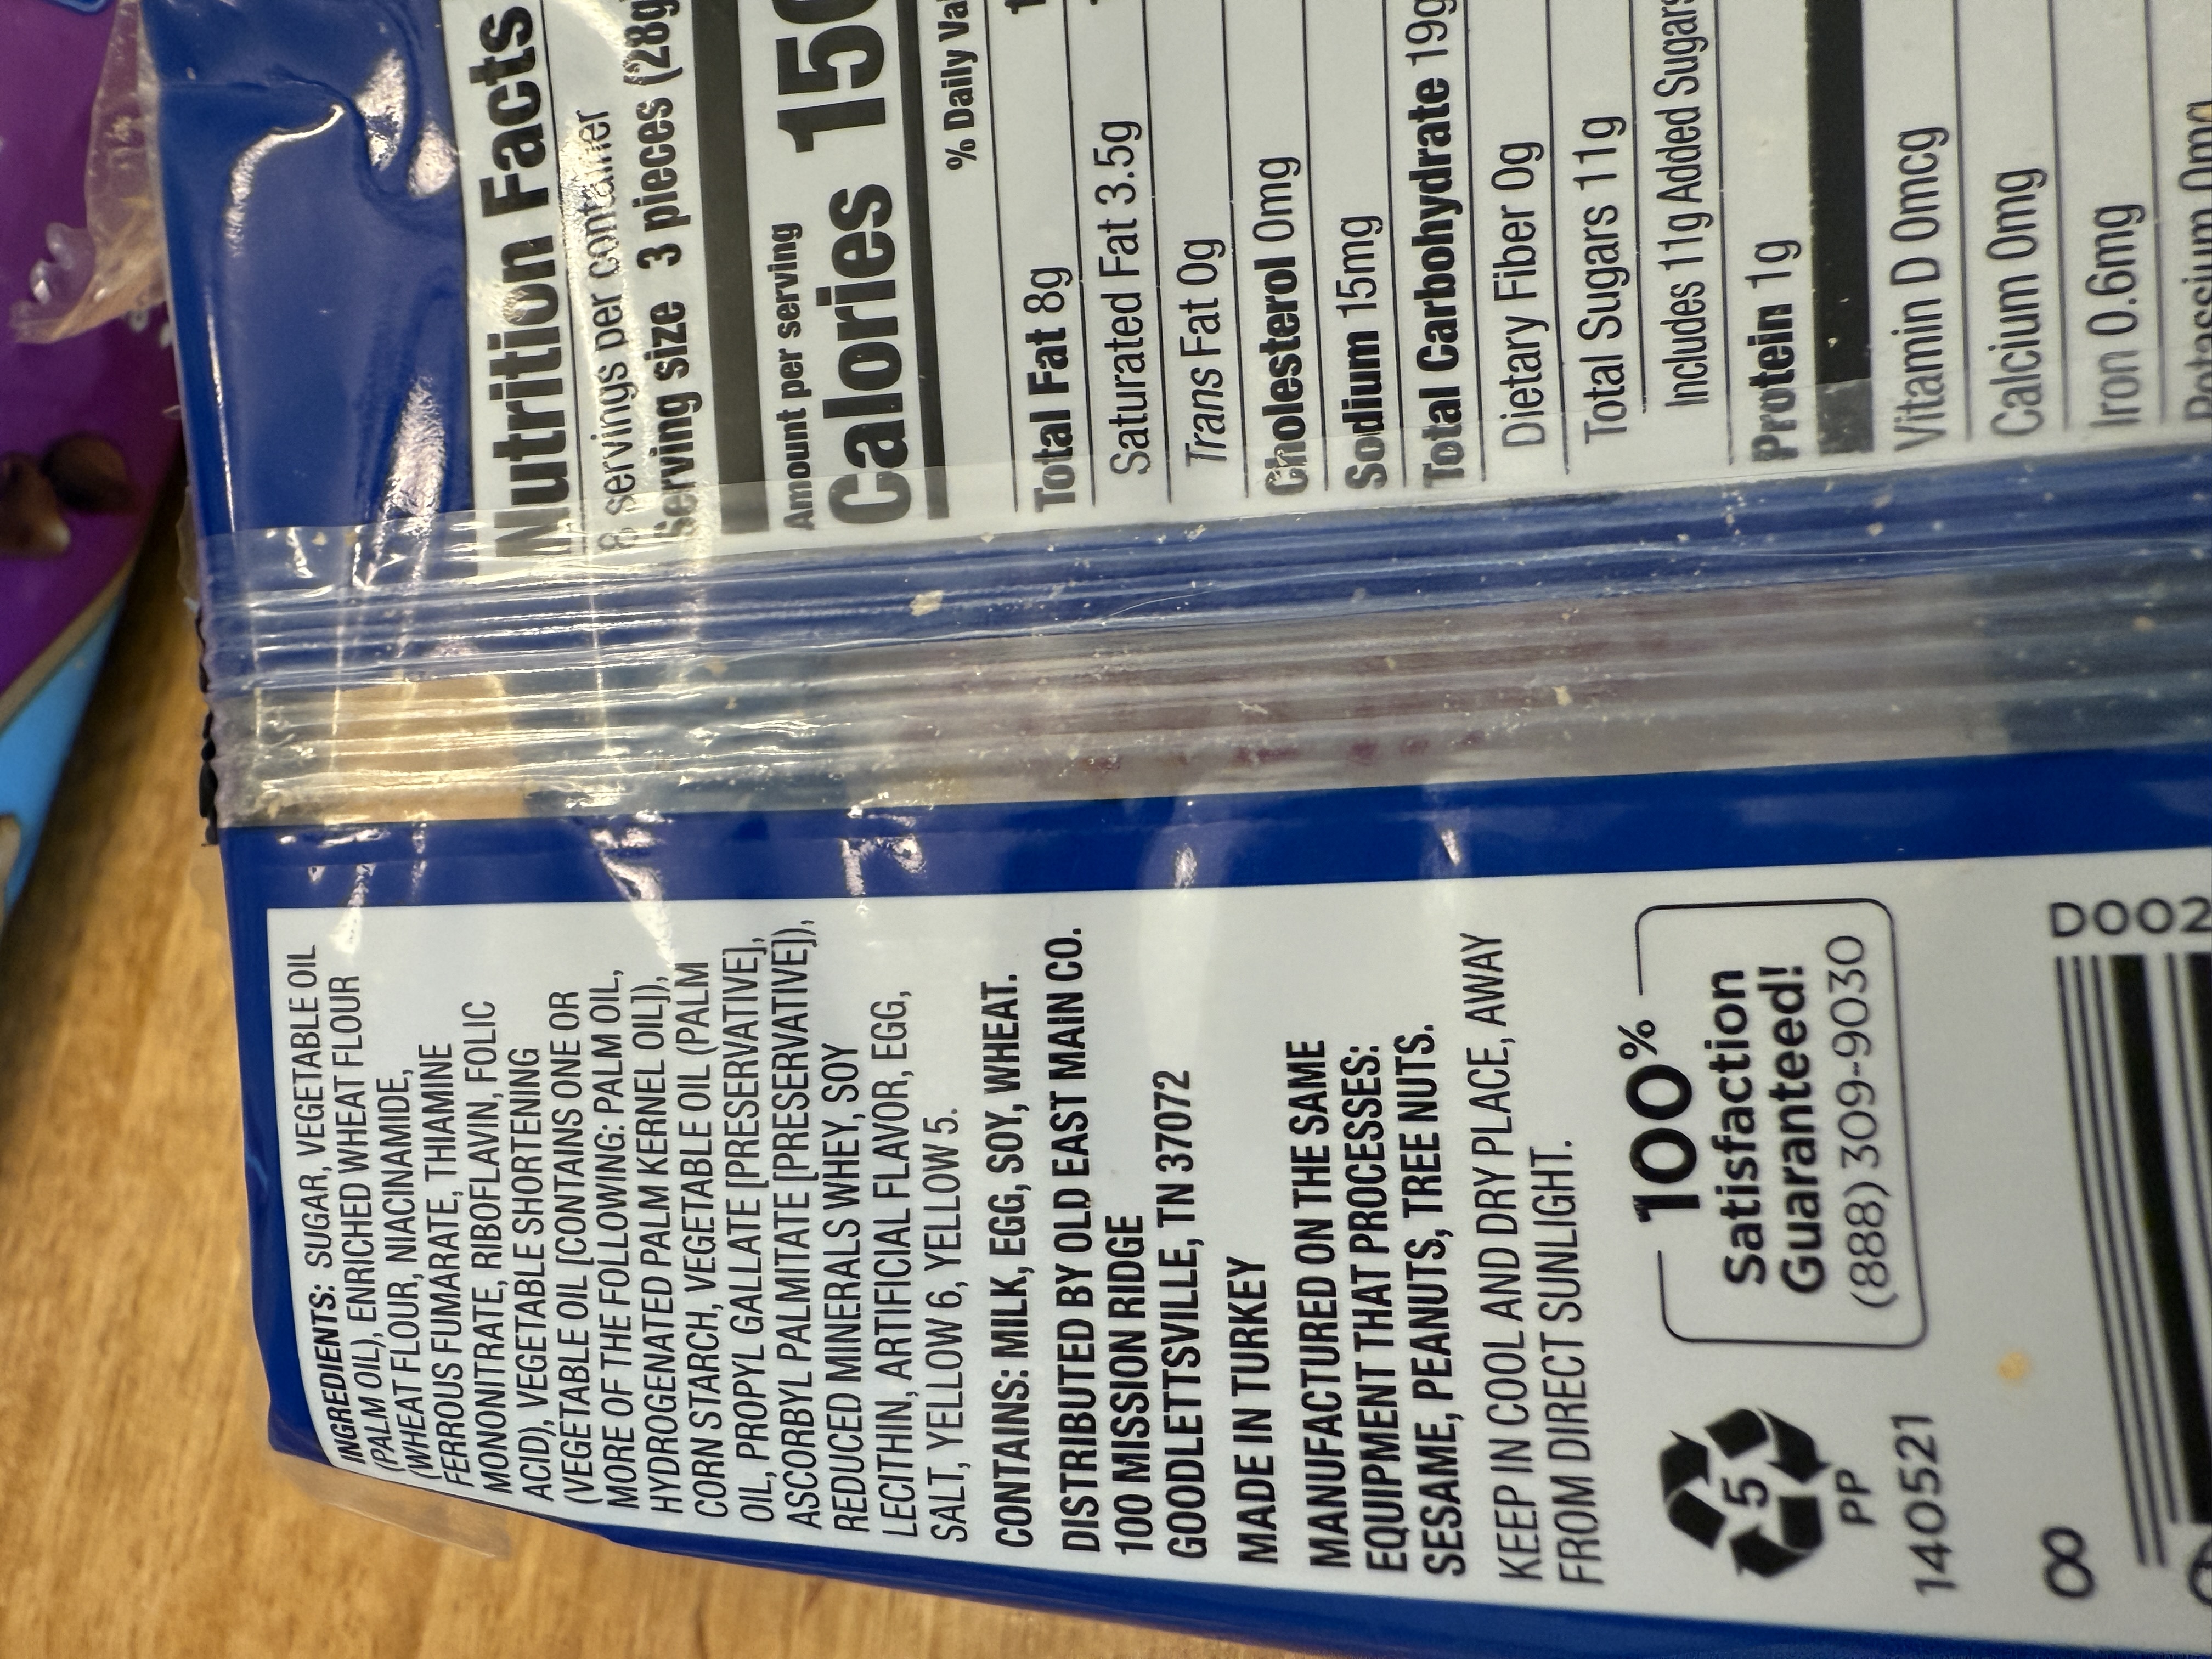 INGREDIENTS: SUGAR, VEGETABLE OIL
(PALM OIL), ENRICHED WHEAT FLOUR
(WHEAT FLOUR, NIACINAMIDE,
FERROUS FUMARATE, THIAMINE
MONONITRATE, RIBOFLAVIN, FOLIC
ACID), VEGETABLE SHORTENING
(VEGETABLE OIL [CONTAINS ONE OR
MORE OF THE FOLLOWING: PALM OIL,
HYDROGENATED PALM KERNEL OIL]),
CORN STARCH, VEGETABLE OIL (PALM
OIL, PROPYL GALLATE [PRESERVATIVE],
ASCORBYL PALMITATE [PRESERVATIVE]),
REDUCED MINERALS WHEY, SOY
LECITHIN, ARTIFICIAL FLAVOR, EGG,
SALT, YELLOW 6, YELLOW 5.
CONTAINS: MILK, EGG, SOY, WHEAT.
DISTRIBUTED BY OLD EAST MAIN CO.
100 MISSION RIDGE
GOODLETTSVILLE, TN 37072
MADE IN TURKEY
MANUFACTURED ON THE SAME
EQUIPMENT THAT PROCESSES:
SESAME, PEANUTS, TREE NUTS.
KEEP IN COOL AND DRY PLACE, AWAY
FROM DIRECT SUNLIGHT.
5
PP
140521
100%
Satisfaction
Guaranteed!
(888) 309-9030
8
D002
Nutrition Facts
8 servings per container
Serving size 3 pieces (28g
Amount per serving
Calories 150
% Daily Val
Total Fat 8g
Saturated Fat 3.5g
Trans Fat 0g
Cholesterol 0mg
Sodium 15mg
Total Carbohydrate 19g
Dietary Fiber 0g
Total Sugars 11g
Includes 11g Added Sugars
Protein 1g
Vitamin D 0mcg
Calcium 0mg
Iron 0.6mg
Potassium 0mg